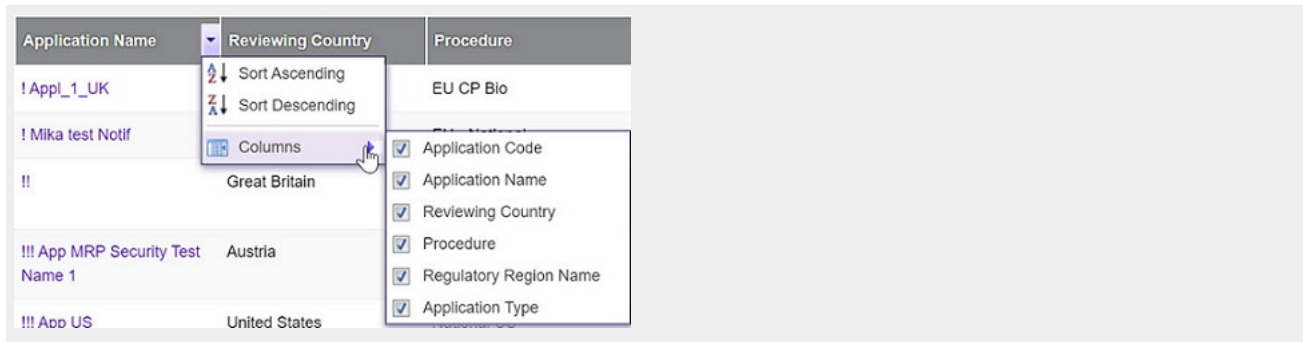 Application Name Reviewing Country Procedure
Sort Ascending
! Appl_1_UK EU CP Bio
Sort Descending
! Mika test Notif
Columns Application Code
!! Great Britain Application Name
Reviewing Country
!!! App MRP Security Test Austria Procedure
Name 1 Regulatory Region Name
Application Type
!!! App US United States